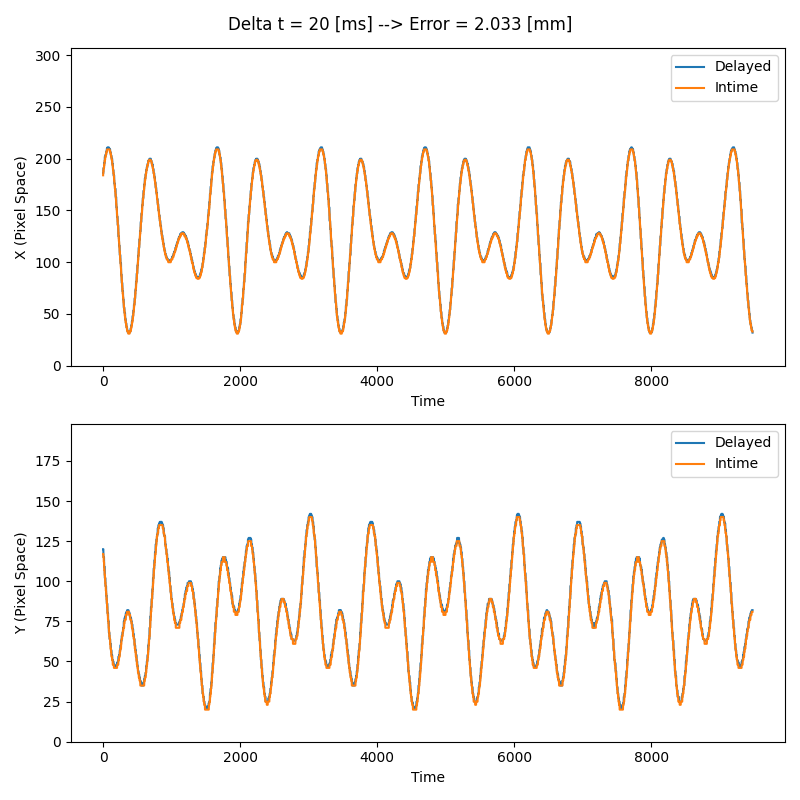 Delta t = 20 [ms] --> Error = 2.033 [mm]
300
250
200
150
100
50
0
X (Pixel Space)
Delayed
Intime
0 2000 4000 6000 8000
Time
175
150
125
100
75
50
25
0
Y (Pixel Space)
Delayed
Intime
0 2000 4000 6000 8000
Time